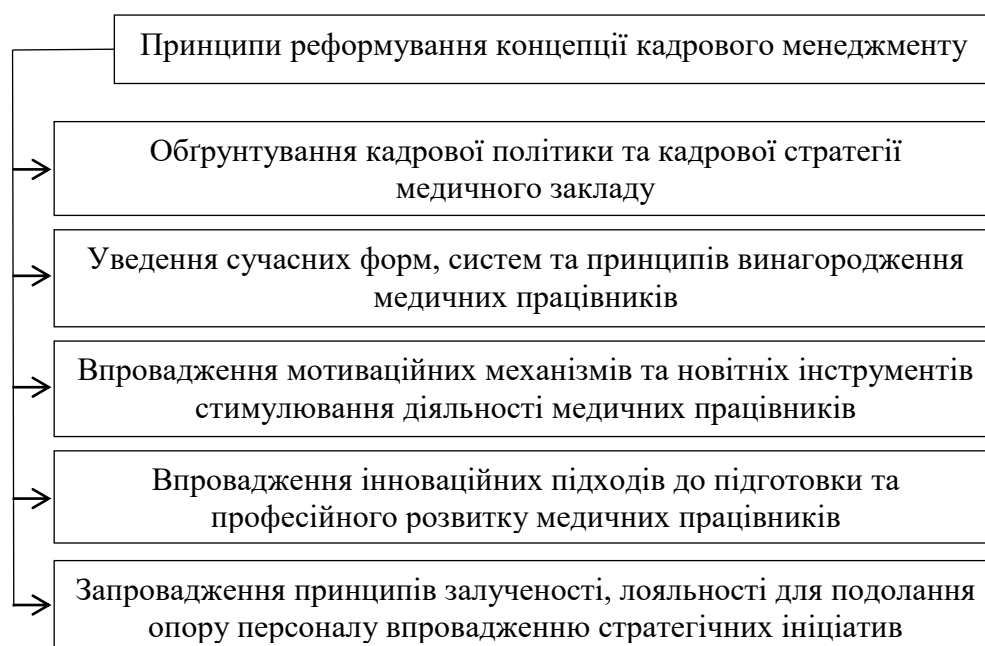 Принципи реформування концепції кадрового менеджменту
Обґрунтування кадрової політики та кадрової стратегії
медичного закладу
Уведення сучасних форм, систем та принципів винагородження
медичних працівників
Впровадження мотиваційних механізмів та новітніх інструментів
стимулювання діяльності медичних працівників
Впровадження інноваційних підходів до підготовки та
професійного розвитку медичних працівників
Запровадження принципів залученості, лояльності для подолання
опору персоналу впровадженню стратегічних ініціатив